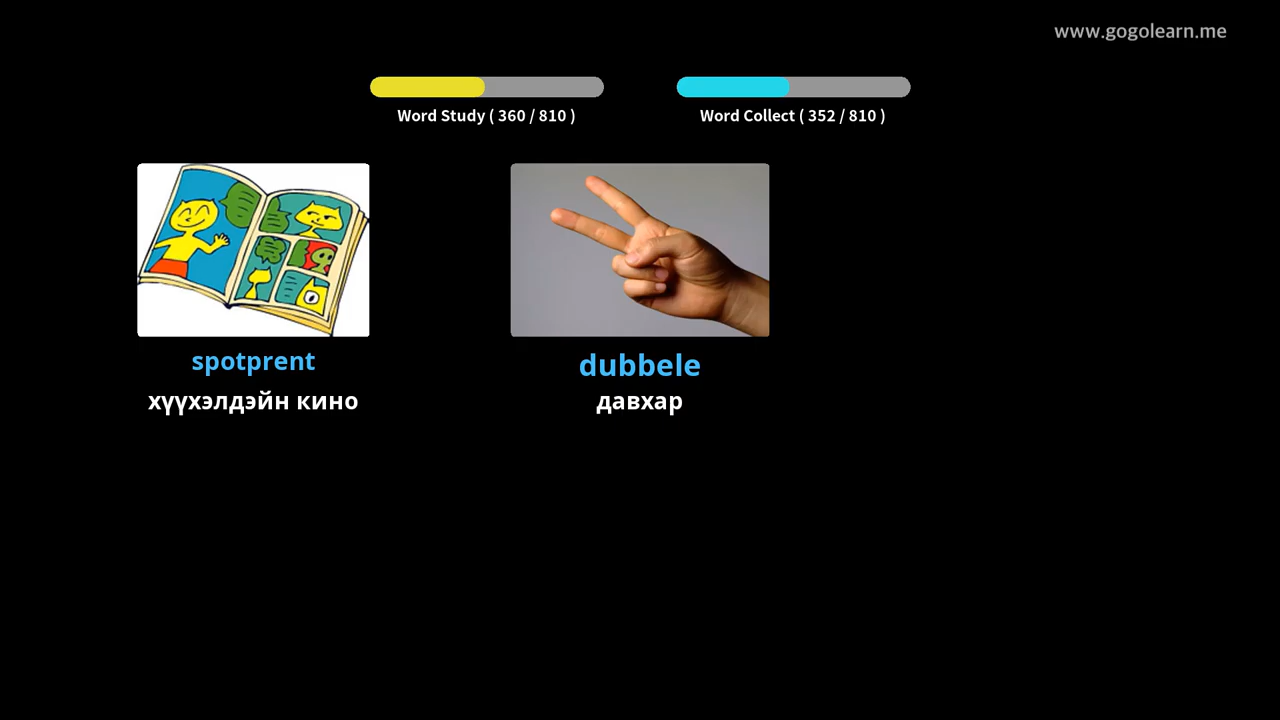 www.gogolearn.me
Word Study ( 360 / 810 )
Word Collect ( 352 / 810 )
spotprent
хүүхэлдэйн кино
dubbele
давхар